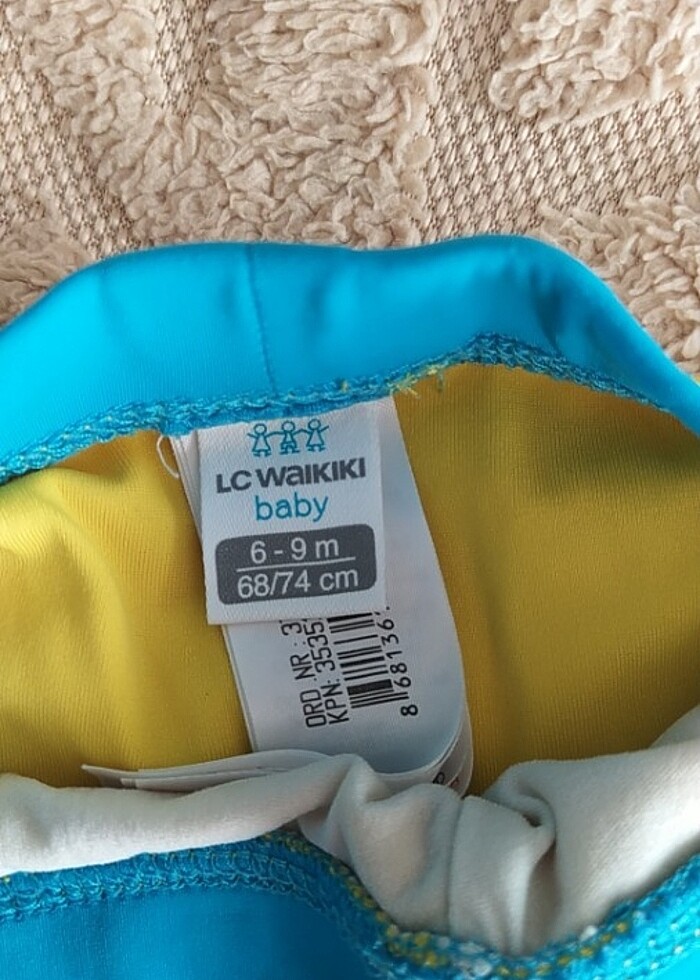 LC WAIKIKI
baby
6 - 9 m
68/74 cm
ORD .NR : 3
KPN: 3535
8 68136